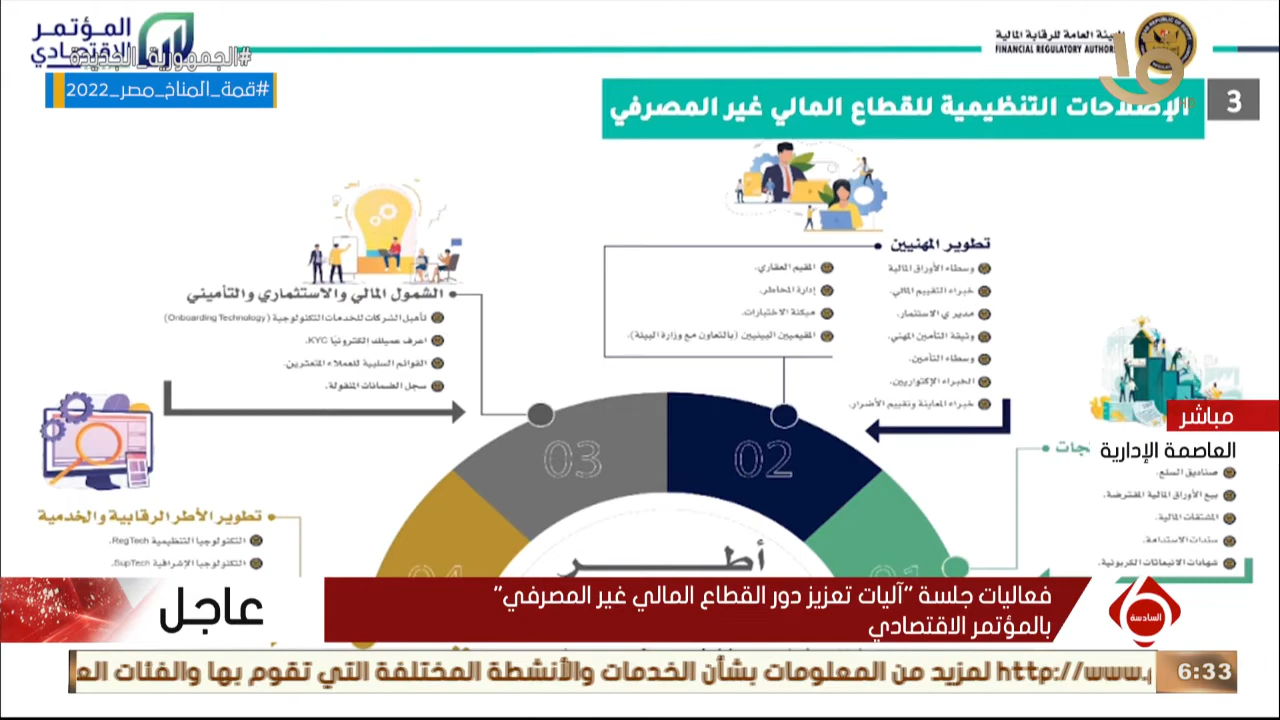 المؤتمر
الاقتصادي
#الجمهورية_الجديدة
#قمة_المناخ_مصر_2022
الهيئة العامة للرقابة المالية
FINANCIAL REGULATORY AUTHORITY
3
الإصلاحات التنظيمية للقطاع المالي غير المصرفي
تطوير المهنيين
وسطاء الأوراق المالية
خبراء التقييم المالي.
مديري الاستثمار.
وثيقة التأمين المهني.
وسطاء التأمين.
الخبراء الإكتواريين.
خبراء المعاينة وتقييم الأضرار.
المقيم العقاري.
إدارة المخاطر.
ميكنة الاختبارات.
المقيميين البيئيين (بالتعاون مع وزارة البيئة).
الشمول المالي والاستثماري والتأميني
تأهيل الشركات للخدمات التكنولوجية (Onboarding Technology)
اعرف عميلك الكترونيًا KYC.
القوائم السلبية للعملاء المتعثرين.
سجل الضمانات المنقولة.
مباشر
العاصمة الإدارية
صناديق السلع.
بيع الأوراق المالية المقترضة.
المشتقات المالية.
سندات الاستدامة.
شهادات الانبعاثات الكربونية.
تطوير الأطر الرقابية والخدمية
التكنولوجيا التنظيمية RegTech.
التكنولوجيا الإشرافية SupTech.
01
02
03
04
أطر
السادسة
فعاليات جلسة "آليات تعزيز دور القطاع المالي غير المصرفي"
بالمؤتمر الاقتصادي
عاجل
6:33
http://www. لمزيد من المعلومات بشأن الخدمات والأنشطة المختلفة التي تقوم بها والفئات